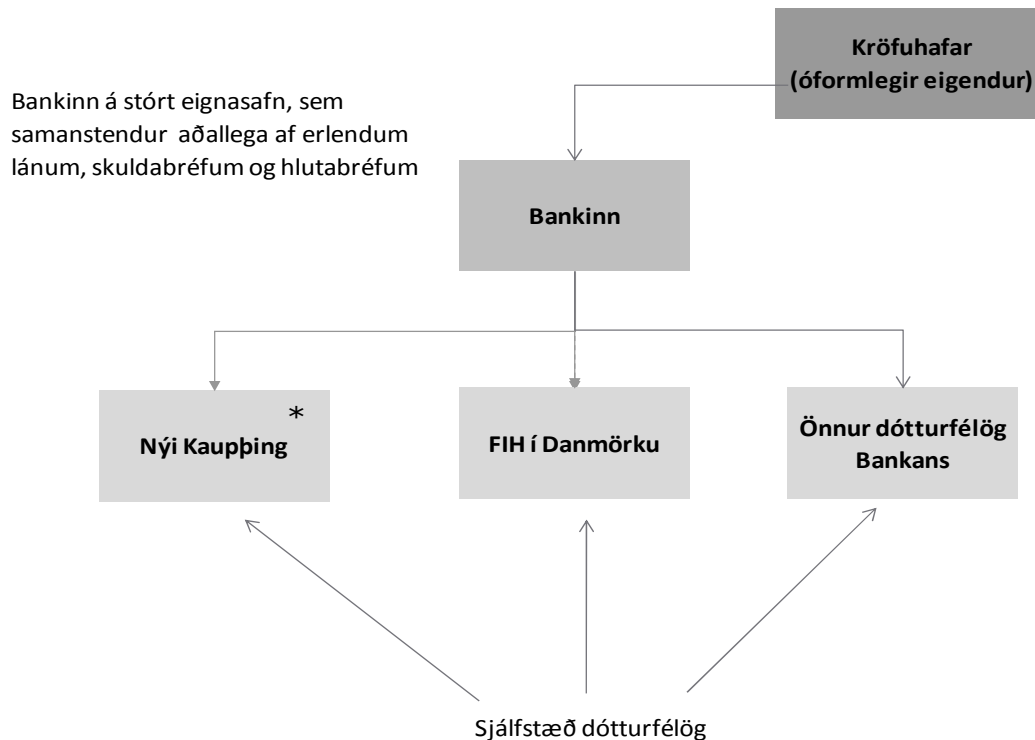 Kröfuhafar
(óformlegir eigendur)
Bankinn á stórt eignasafn, sem
samanstendur aðallega af erlendum
lánum, skuldabréfum og hlutabréfum
Bankinn
Nýi Kaupþing *
FIH í Danmörku
Önnur dótturfélög
Bankans
Sjálfstæð dótturfélög